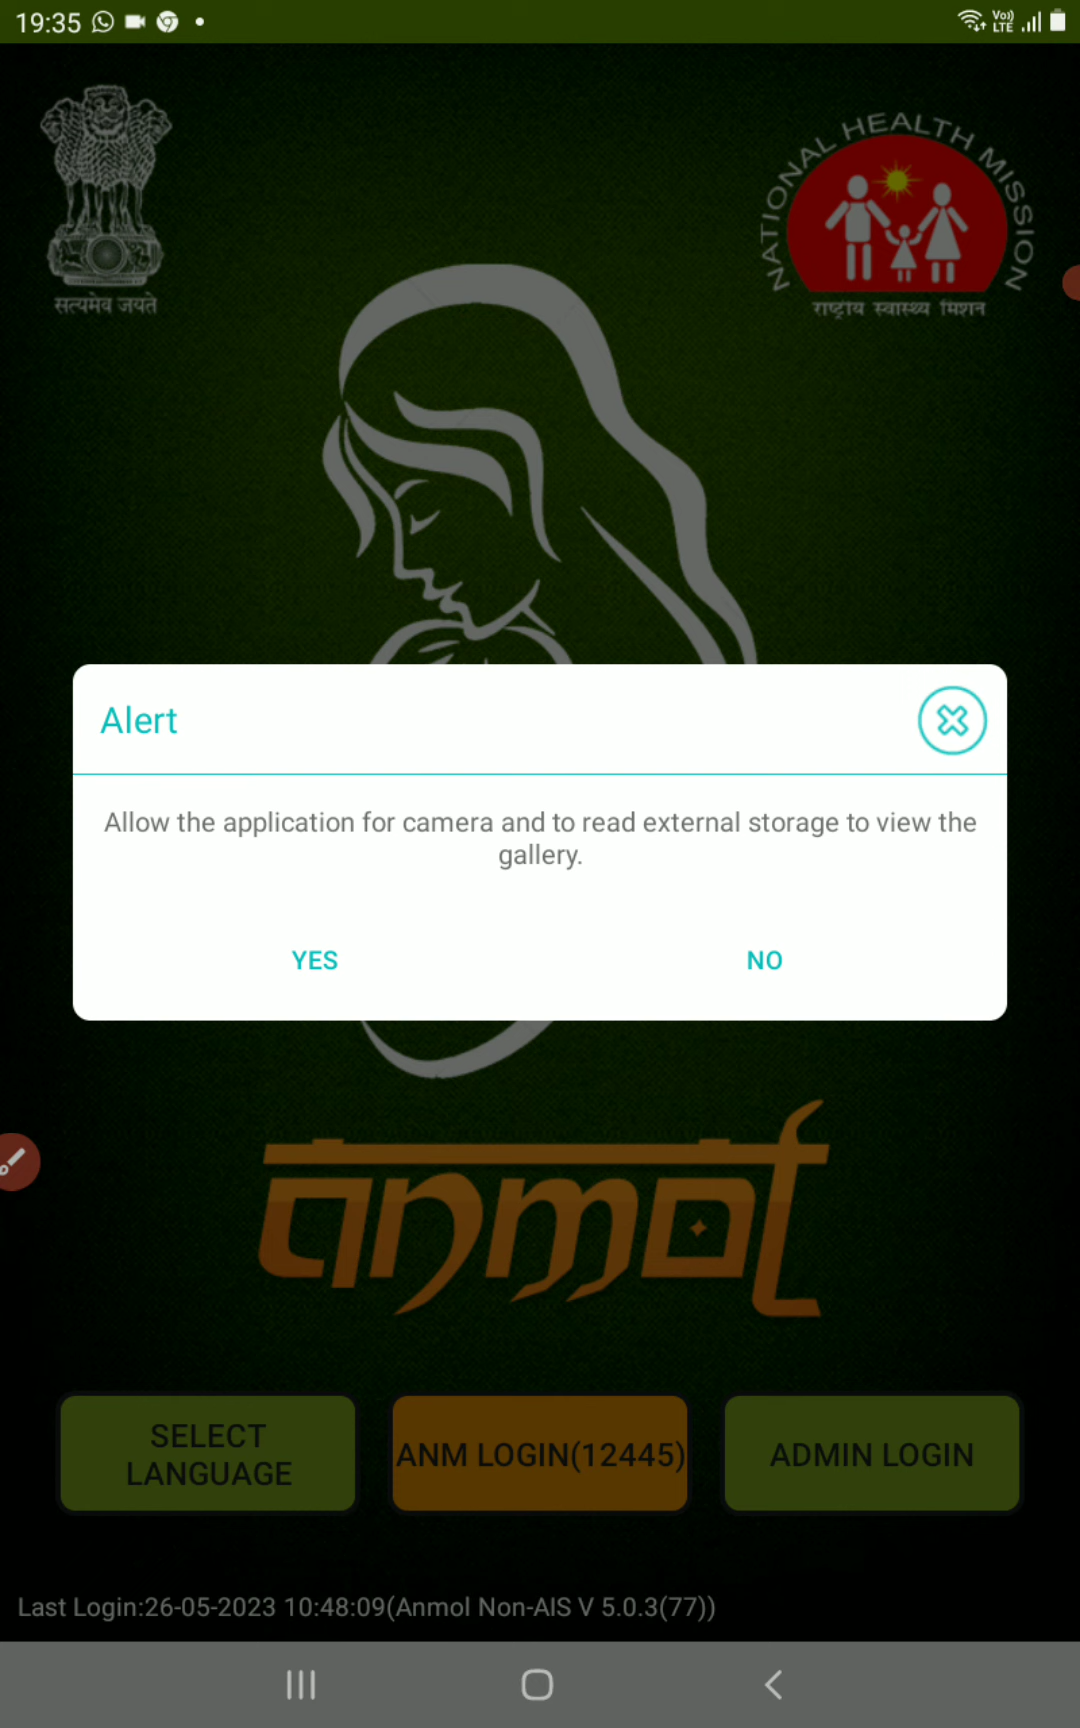 19:35
Vo)) LTE
NATIONAL HEALTH MISSION
सत्यमेव जयते
राष्ट्रीय स्वास्थ्य मिशन
Alert
Allow the application for camera and to read external storage to view the
gallery.
YES
NO
anmol
SELECT
LANGUAGE
ANM LOGIN(12445)
ADMIN LOGIN
Last Login:26-05-2023 10:48:09(Anmol Non-AIS V 5.0.3(77))